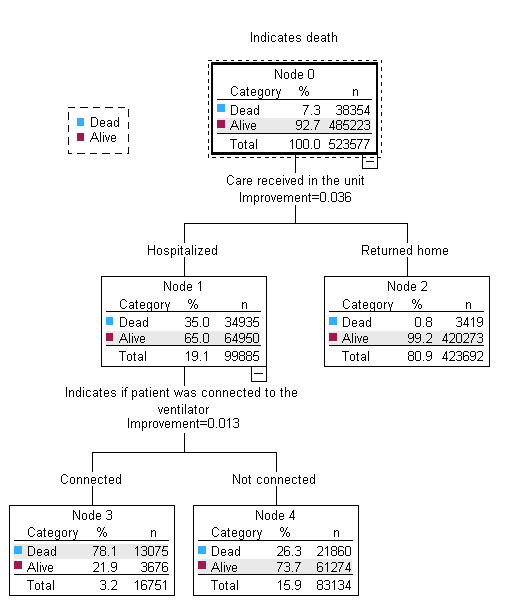 Indicates death
Node 0
Category % n
Dead 7.3 38354
Alive 92.7 485223
Total 100.0 523577
Dead
Alive
Care received in the unit
Improvement=0.036
Hospitalized
Returned home
Node 1
Category % n
Dead 35.0 34935
Alive 65.0 64950
Total 19.1 99885
Node 2
Category % n
Dead 0.8 3419
Alive 99.2 420273
Total 80.9 423692
Indicates if patient was connected to the
ventilator
Improvement=0.013
Connected
Not connected
Node 3
Category % n
Dead 78.1 13075
Alive 21.9 3676
Total 3.2 16751
Node 4
Category % n
Dead 26.3 21860
Alive 73.7 61274
Total 15.9 83134